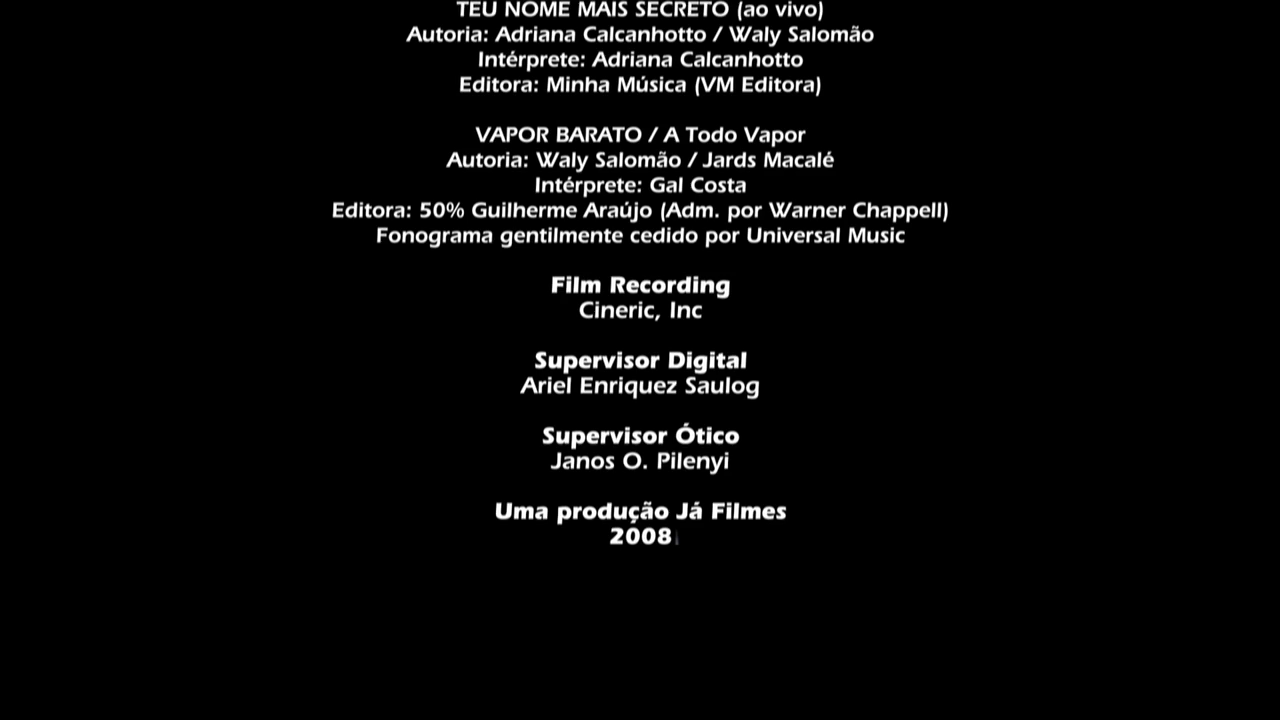 TEU NOME MAIS SECRETO (ao vivo)
Autoria: Adriana Calcanhotto / Waly Salomão
Intérprete: Adriana Calcanhotto
Editora: Minha Música (VM Editora)
VAPOR BARATO / A Todo Vapor
Autoria: Waly Salomão / Jards Macalé
Intérprete: Gal Costa
Editora: 50% Guilherme Araújo (Adm. por Warner Chappell)
Fonograma gentilmente cedido por Universal Music
Film Recording
Cineric, Inc
Supervisor Digital
Ariel Enriquez Saulog
Supervisor Ótico
Janos O. Pilenyi
Uma produção Já Filmes
2008